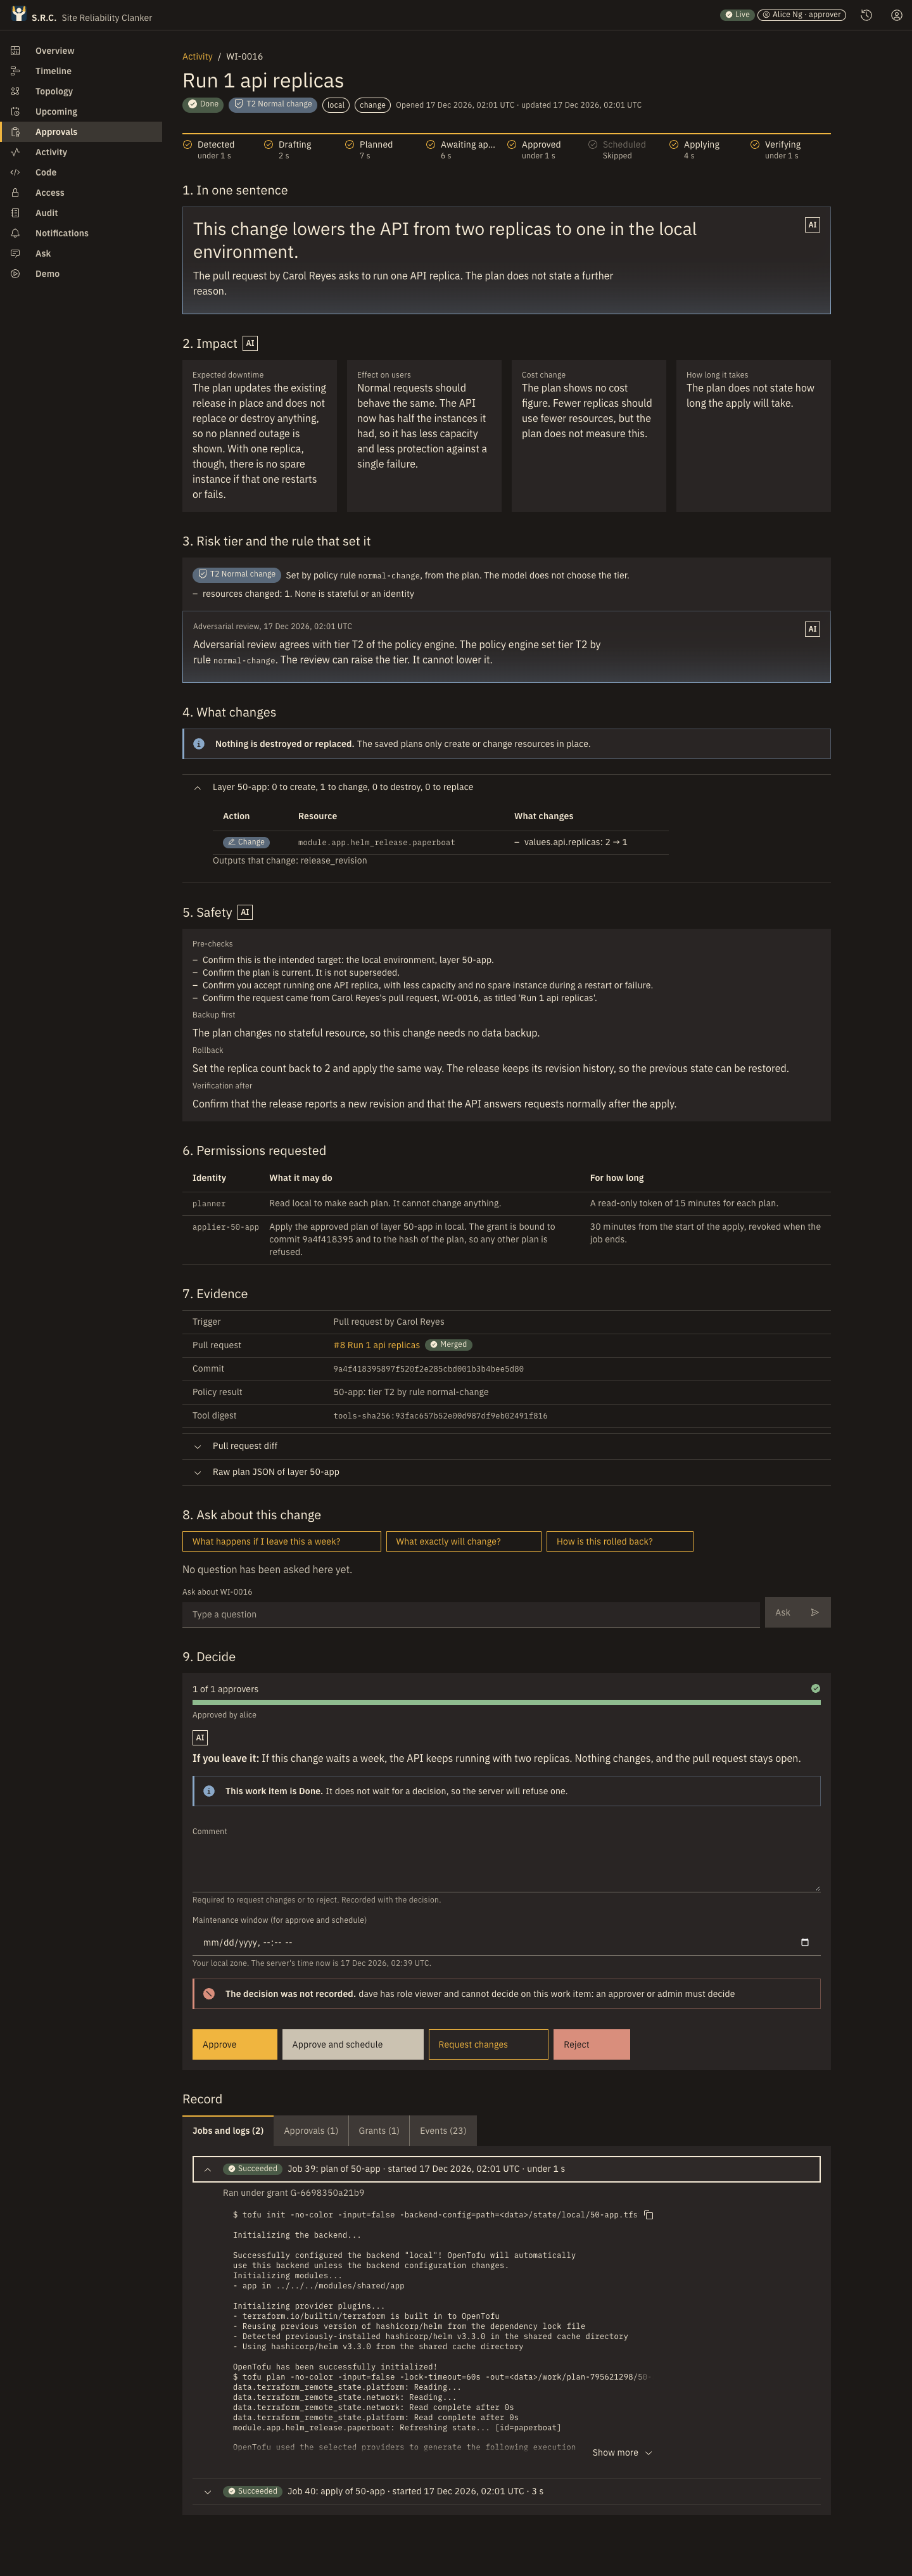 S.R.C. Site Reliability Clanker
Live
Alice Ng · approver
Overview
Timeline
Topology
Upcoming
Approvals
Activity
Code
Access
Audit
Notifications
Ask
Demo
Activity / WI-0016
Run 1 api replicas
Done T2 Normal change local change Opened 17 Dec 2026, 02:01 UTC · updated 17 Dec 2026, 02:01 UTC
Detected Drafting Planned Awaiting ap... Approved Scheduled Applying Verifying
under 1 s 2 s 7 s 6 s under 1 s Skipped 4 s under 1 s
1. In one sentence
This change lowers the API from two replicas to one in the local
environment.
AI
The pull request by Carol Reyes asks to run one API replica. The plan does not state a further
reason.
2. Impact AI
Expected downtime
The plan updates the existing
release in place and does not
replace or destroy anything,
so no planned outage is
shown. With one replica,
though, there is no spare
instance if that one restarts
or fails.
Effect on users
Normal requests should
behave the same. The API
now has half the instances it
had, so it has less capacity
and less protection against a
single failure.
Cost change
The plan shows no cost
figure. Fewer replicas should
use fewer resources, but the
plan does not measure this.
How long it takes
The plan does not state how
long the apply will take.
3. Risk tier and the rule that set it
T2 Normal change Set by policy rule normal-change, from the plan. The model does not choose the tier.
– resources changed: 1. None is stateful or an identity
Adversarial review, 17 Dec 2026, 02:01 UTC
AI
Adversarial review agrees with tier T2 of the policy engine. The policy engine set tier T2 by
rule normal-change. The review can raise the tier. It cannot lower it.
4. What changes
Nothing is destroyed or replaced. The saved plans only create or change resources in place.
Layer 50-app: 0 to create, 1 to change, 0 to destroy, 0 to replace
Action Resource What changes
Change module.app.helm_release.paperboat – values.api.replicas: 2 → 1
Outputs that change: release_revision
5. Safety AI
Pre-checks
– Confirm this is the intended target: the local environment, layer 50-app.
– Confirm the plan is current. It is not superseded.
– Confirm you accept running one API replica, with less capacity and no spare instance during a restart or failure.
– Confirm the request came from Carol Reyes's pull request, WI-0016, as titled 'Run 1 api replicas'.
Backup first
The plan changes no stateful resource, so this change needs no data backup.
Rollback
Set the replica count back to 2 and apply the same way. The release keeps its revision history, so the previous state can be restored.
Verification after
Confirm that the release reports a new revision and that the API answers requests normally after the apply.
6. Permissions requested
Identity What it may do For how long
planner Read local to make each plan. It cannot change anything. A read-only token of 15 minutes for each plan.
applier-50-app Apply the approved plan of layer 50-app in local. The grant is bound to
commit 9a4f418395 and to the hash of the plan, so any other plan is
refused.
30 minutes from the start of the apply, revoked when the
job ends.
7. Evidence
Trigger Pull request by Carol Reyes
Pull request #8 Run 1 api replicas Merged
Commit 9a4f418395897f520f2e285cbd001b3b4bee5d80
Policy result 50-app: tier T2 by rule normal-change
Tool digest tools-sha256:93fac657b52e00d987df9eb02491f816
Pull request diff
Raw plan JSON of layer 50-app
8. Ask about this change
What happens if I leave this a week? What exactly will change? How is this rolled back?
No question has been asked here yet.
Ask about WI-0016
Type a question
Ask
9. Decide
1 of 1 approvers
Approved by alice
AI
If you leave it: If this change waits a week, the API keeps running with two replicas. Nothing changes, and the pull request stays open.
This work item is Done. It does not wait for a decision, so the server will refuse one.
Comment
Required to request changes or to reject. Recorded with the decision.
Maintenance window (for approve and schedule)
mm/dd/yyyy, --:-- --
Your local zone. The server's time now is 17 Dec 2026, 02:39 UTC.
The decision was not recorded. dave has role viewer and cannot decide on this work item: an approver or admin must decide
Approve Approve and schedule Request changes Reject
Record
Jobs and logs (2) Approvals (1) Grants (1) Events (23)
Succeeded Job 39: plan of 50-app · started 17 Dec 2026, 02:01 UTC · under 1 s
Ran under grant G-6698350a21b9
$ tofu init -no-color -input=false -backend-config=path=<data>/state/local/50-app.tfs
Initializing the backend...
Successfully configured the backend "local"! OpenTofu will automatically
use this backend unless the backend configuration changes.
Initializing modules...
- app in ../../../modules/shared/app
Initializing provider plugins...
- terraform.io/builtin/terraform is built in to OpenTofu
- Reusing previous version of hashicorp/helm from the dependency lock file
- Detected previously-installed hashicorp/helm v3.3.0 in the shared cache directory
- Using hashicorp/helm v3.3.0 from the shared cache directory
OpenTofu has been successfully initialized!
$ tofu plan -no-color -input=false -lock-timeout=60s -out=<data>/work/plan-795621298/50-
data.terraform_remote_state.platform: Reading...
data.terraform_remote_state.network: Reading...
data.terraform_remote_state.network: Read complete after 0s
data.terraform_remote_state.platform: Read complete after 0s
module.app.helm_release.paperboat: Refreshing state... [id=paperboat]
OpenTofu used the selected providers to generate the following execution
Show more
Succeeded Job 40: apply of 50-app · started 17 Dec 2026, 02:01 UTC · 3 s